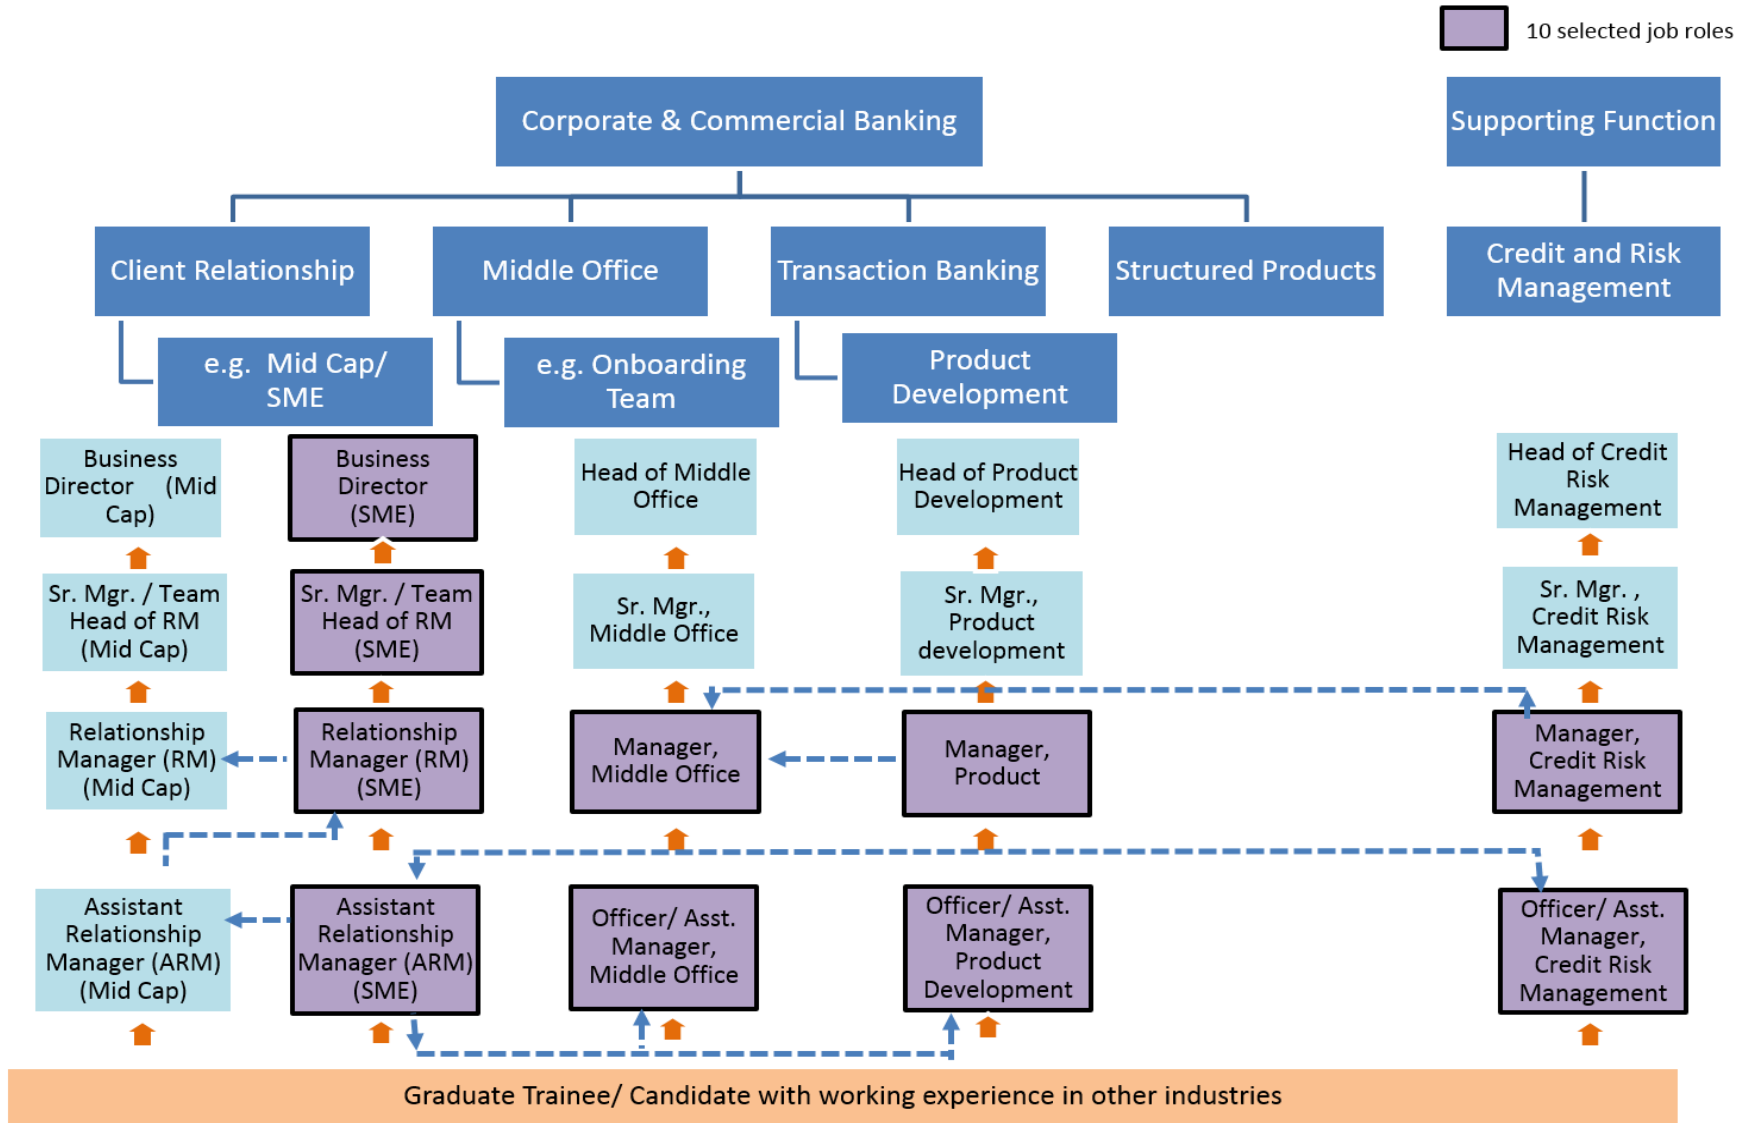 10 selected job roles
Corporate & Commercial Banking
Supporting Function
Client Relationship
Middle Office
Transaction Banking
Structured Products
Credit and Risk
Management
e.g. Mid Cap/
SME
e.g. Onboarding
Team
Product
Development
Business
Director (Mid
Cap)
Business
Director
(SME)
Head of Middle
Office
Head of Product
Development
Head of Credit
Risk
Management
Sr. Mgr. / Team
Head of RM
(Mid Cap)
Sr. Mgr. / Team
Head of RM
(SME)
Sr. Mgr.,
Middle Office
Sr. Mgr.,
Product
development
Sr. Mgr. ,
Credit Risk
Management
Relationship
Manager (RM)
(Mid Cap)
Relationship
Manager (RM)
(SME)
Manager,
Middle Office
Manager,
Product
Manager,
Credit Risk
Management
Assistant
Relationship
Manager (ARM)
(Mid Cap)
Assistant
Relationship
Manager (ARM)
(SME)
Officer/ Asst.
Manager,
Middle Office
Officer/ Asst.
Manager,
Product
Development
Officer/ Asst.
Manager,
Credit Risk
Management
Graduate Trainee/ Candidate with working experience in other industries